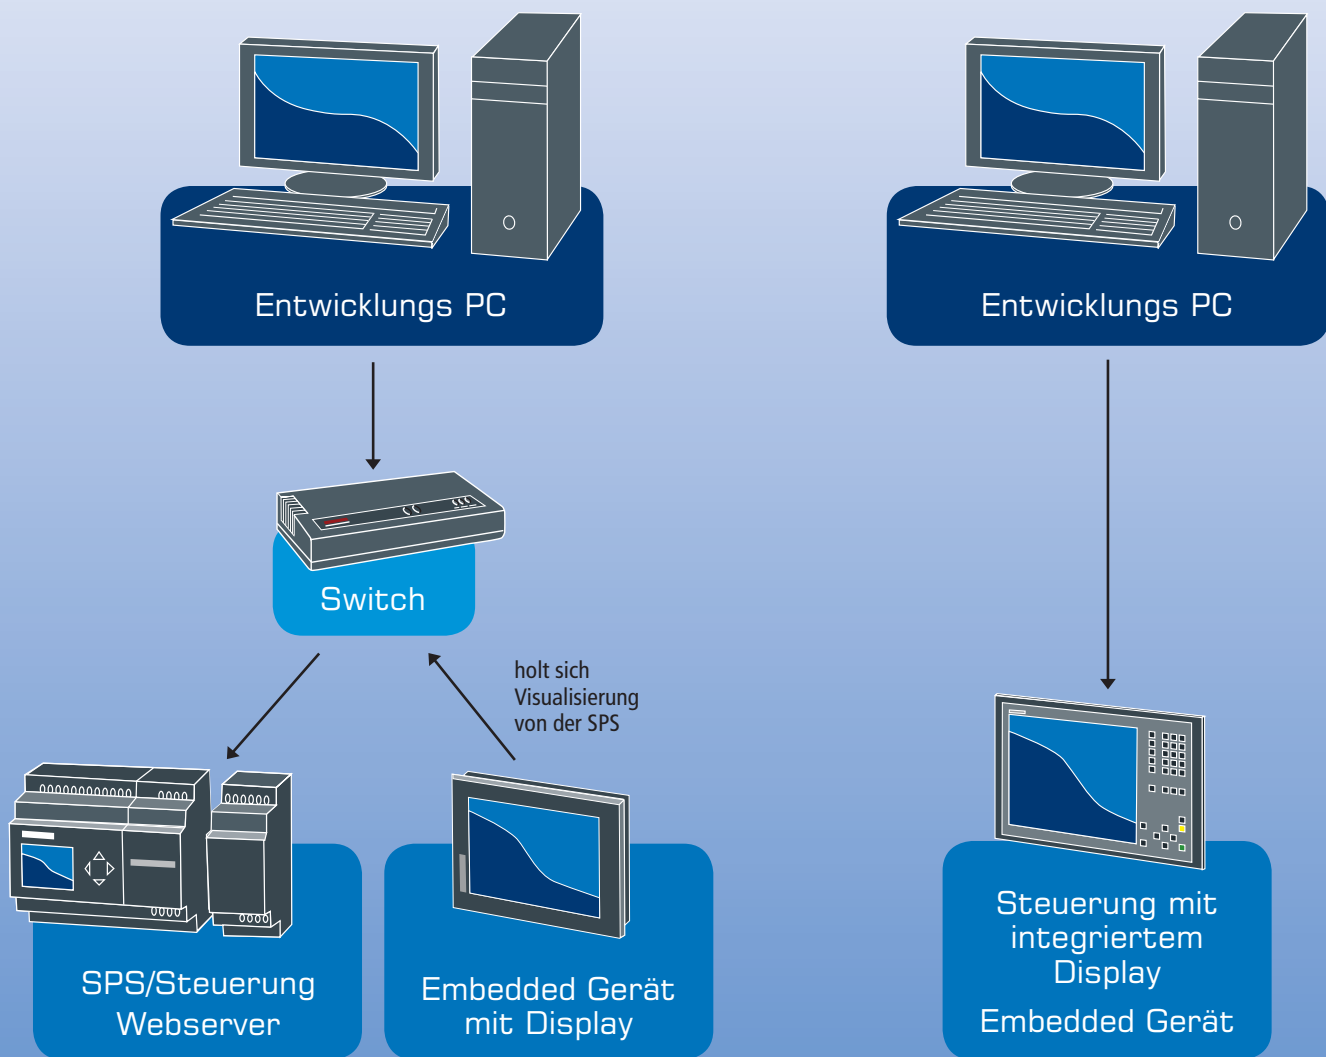 Entwicklungs PC
Entwicklungs PC
Switch
holt sich
Visualisierung
von der SPS
SPS/Steuerung
Webserver
Embedded Gerät
mit Display
Steuerung mit
integriertem
Display
Embedded Gerät